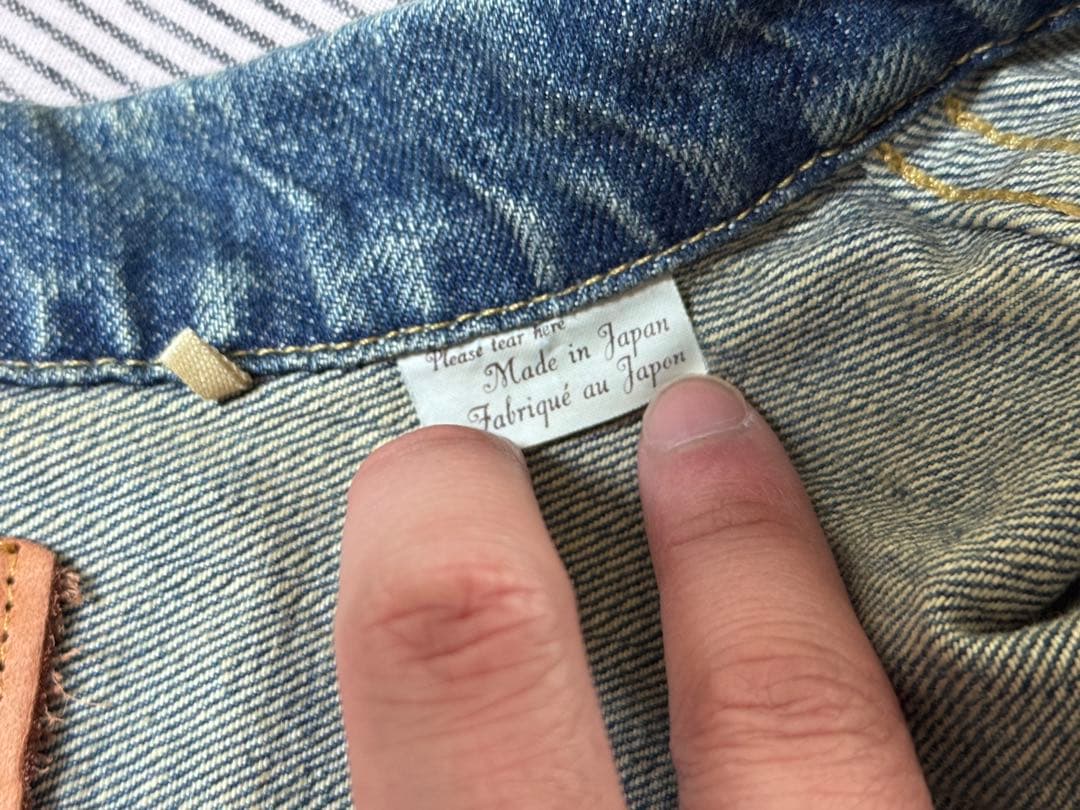 Please tear here
Made in Japan
Fabriqué au Japon